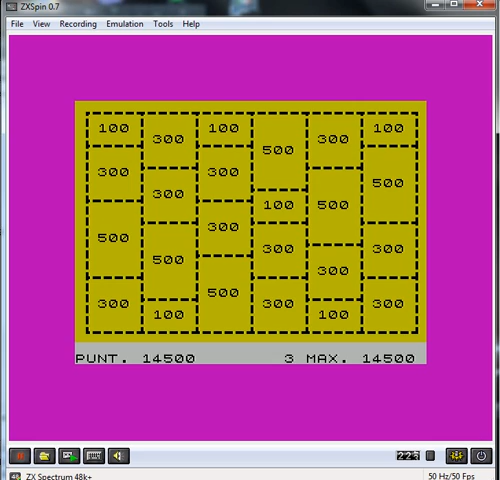 ZXSpin 0.7
File View Recording Emulation Tools Help
100 300 100 500 300 100
300 300 300 100 500 500
500 500 500 300 300 300
300 100 300 100 300
PUNT. 14500 3 MAX. 14500
223
ZX Spectrum 48k+ 50 Hz/50 Fps